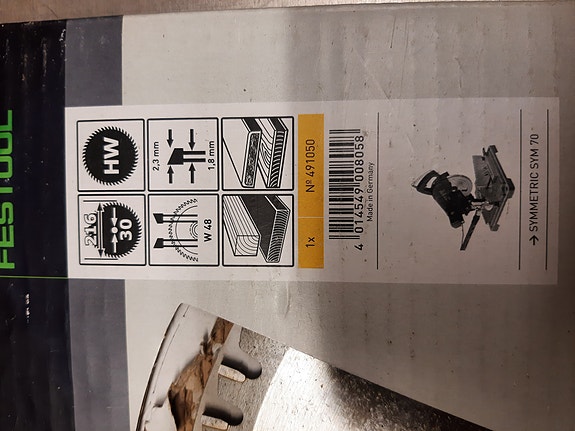 FESTOOL
HW
2,3 mm
1,8 mm
216
30
W 48
1x
Nº 491050
4 014549 008058
Made in Germany
→ SYMMETRIC SYM 70